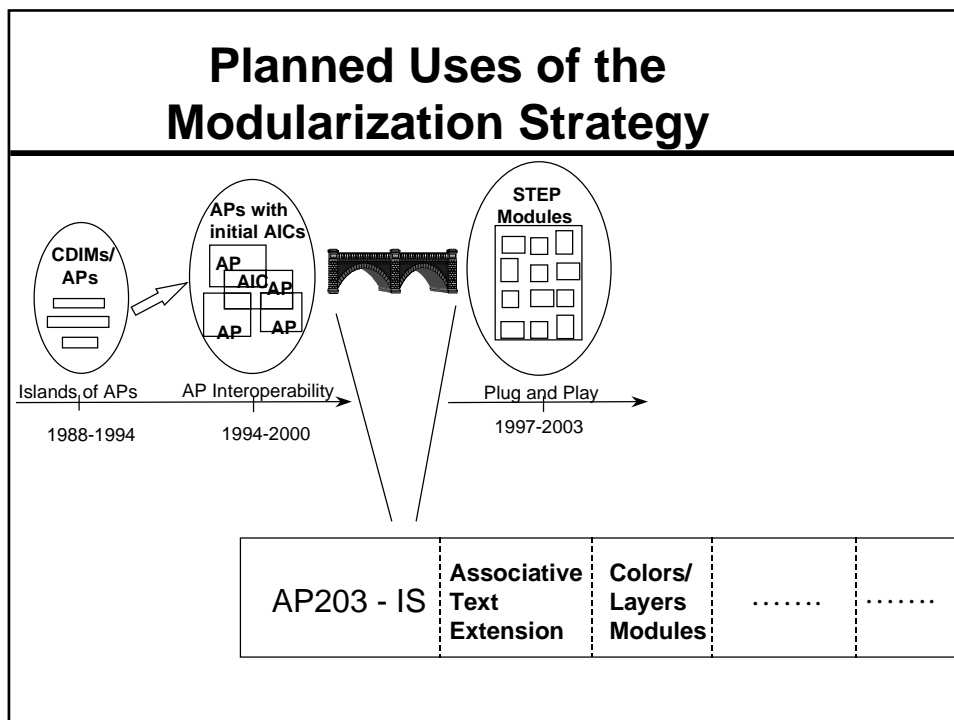 Planned Uses of the
Modularization Strategy
CDIMs/
APs
APs with
initial AICs
AP
AIC
AP
AP
AP
STEP
Modules
Islands of APs
AP Interoperability
Plug and Play
1988-1994
1994-2000
1997-2003
AP203 - IS
Associative
Text
Extension
Colors/
Layers
Modules
.......
.......